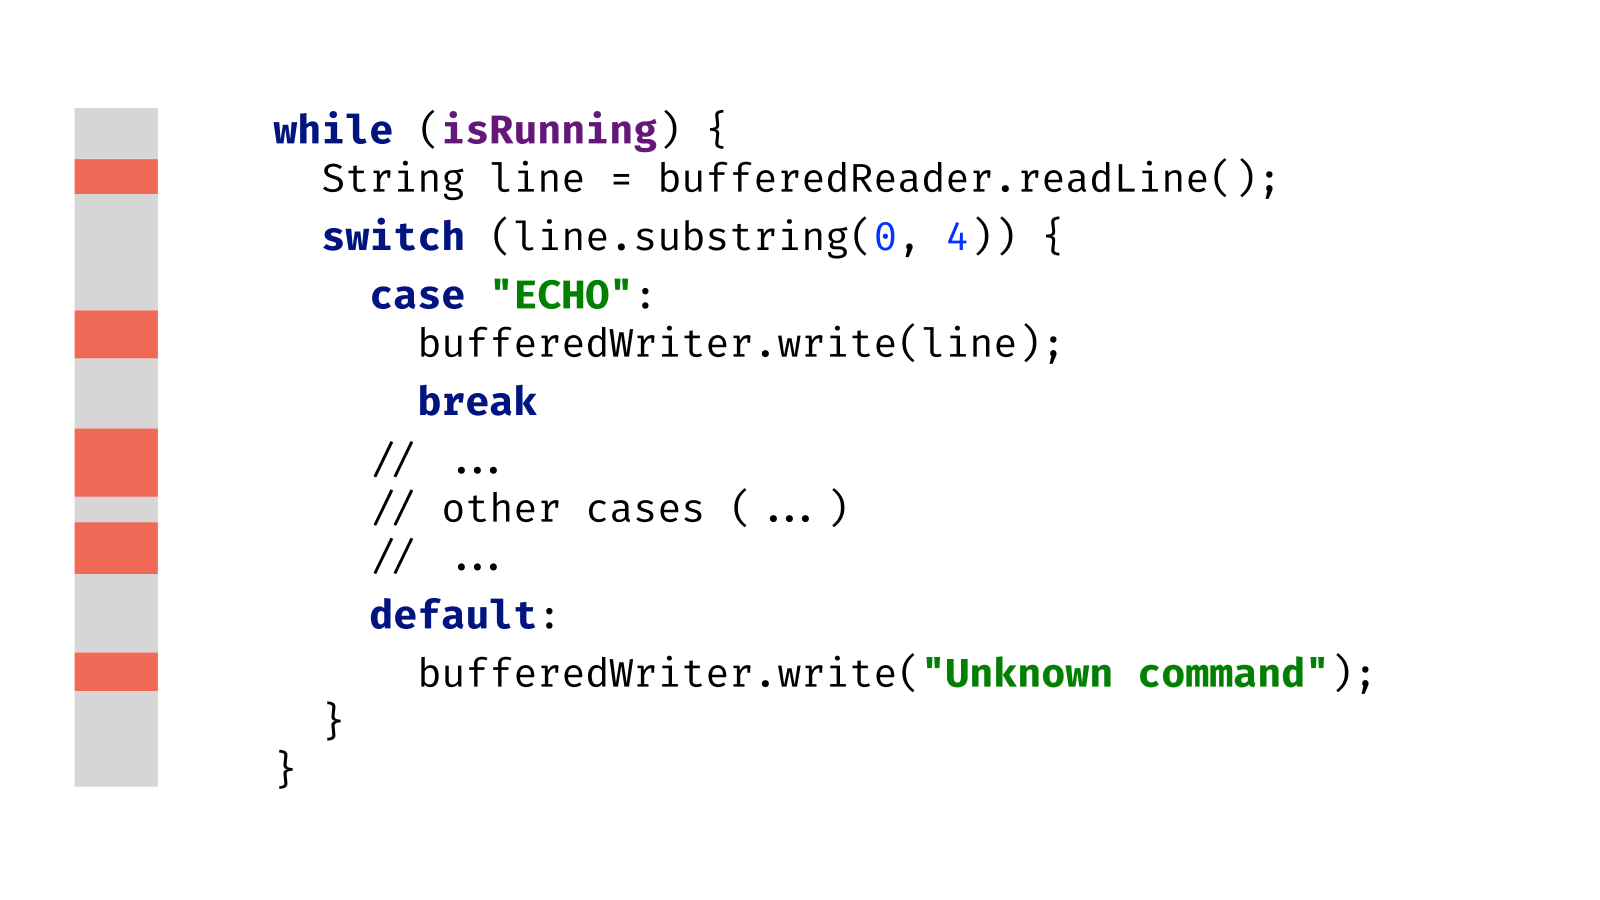 while (isRunning) {
  String line = bufferedReader.readLine();
  switch (line.substring(0, 4)) {
    case "ECHO":
      bufferedWriter.write(line);
      break
    // ...
    // other cases (...)
    // ...
    default:
      bufferedWriter.write("Unknown command");
  }
}